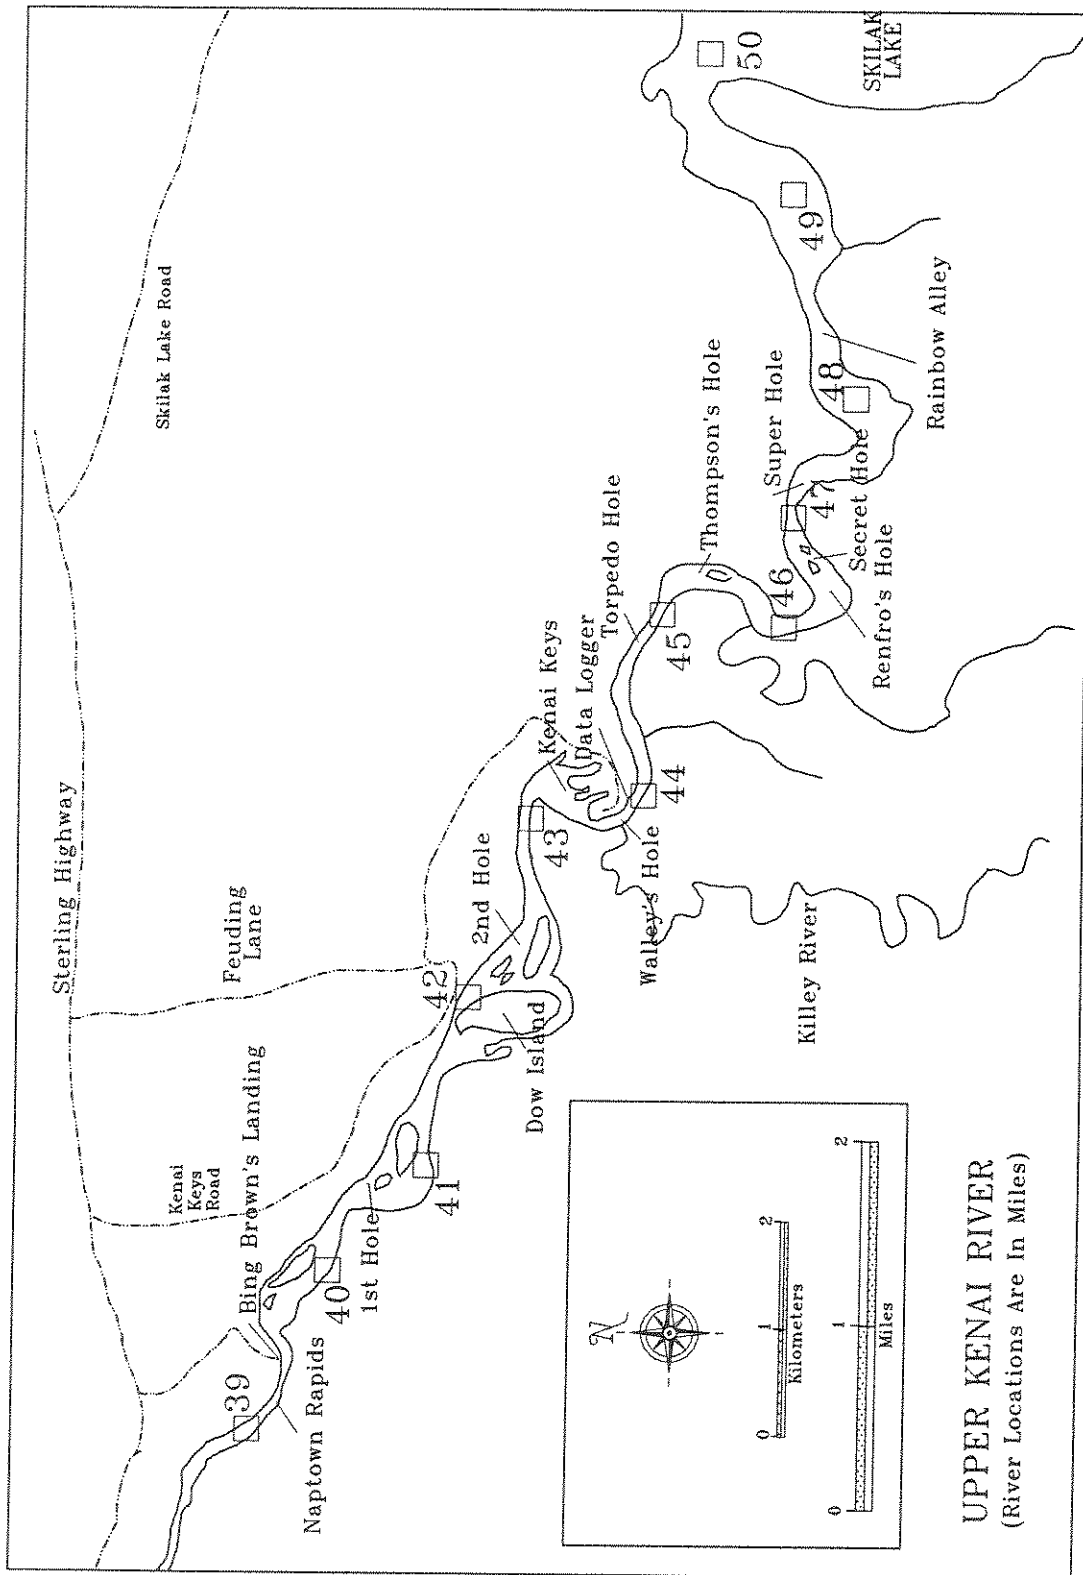 Sterling Highway
Skilak Lake Road
Feuding
Lane
Kenai
Keys
Road
Bing Brown's Landing
39
Naptown Rapids
40
1st Hole
41
42
Dow Island
2nd Hole
43
Kenai Keys
Data Logger
Walley's Hole
44
Killey River
Torpedo Hole
45
Thompson's Hole
46
Renfro's Hole
Secret Hole
Super Hole
47
48
Rainbow Alley
49
50
SKILAK
LAKE
N
0 1 2
Kilometers
0 1 2
Miles
UPPER KENAI RIVER
(River Locations Are In Miles)